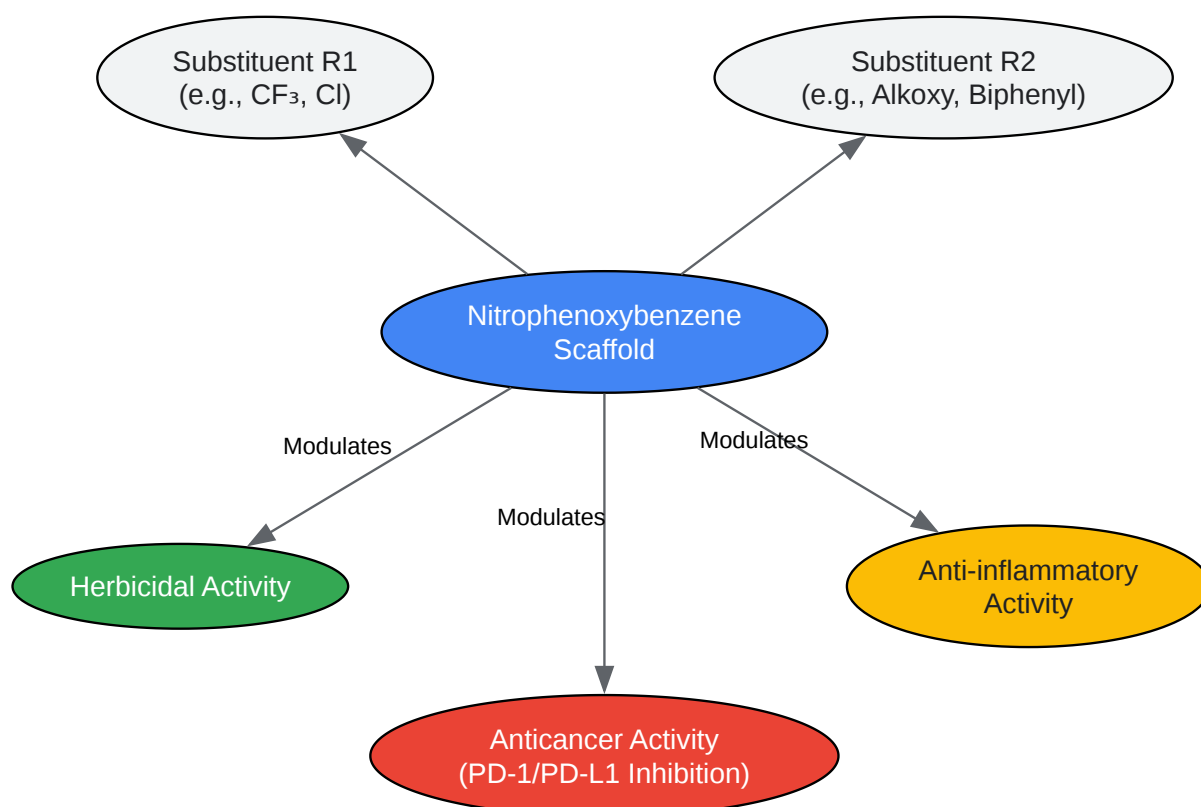 Substituent R1
(e.g., CF₃, Cl)
Substituent R2
(e.g., Alkoxy, Biphenyl)
Nitrophenoxybenzene
Scaffold
Modulates
Modulates
Modulates
Herbicidal Activity
Anti-inflammatory
Activity
Anticancer Activity
(PD-1/PD-L1 Inhibition)